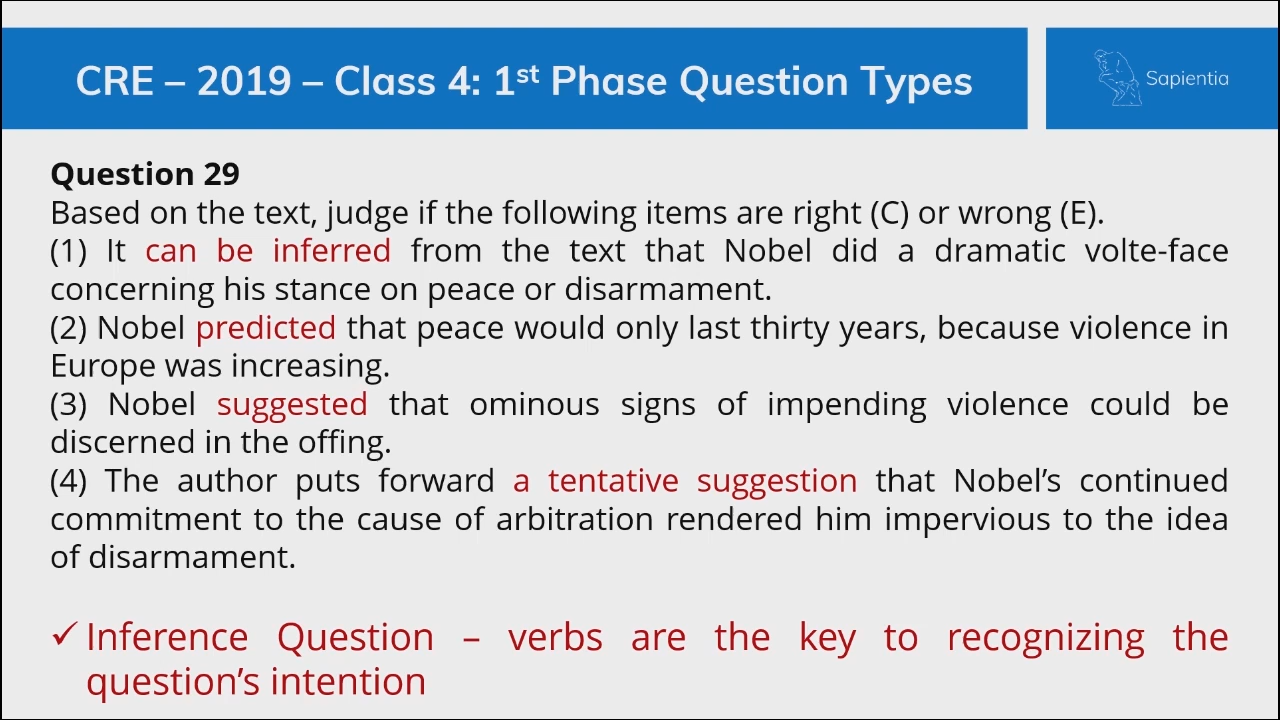 CRE – 2019 – Class 4: 1st Phase Question Types
Sapientia
Question 29
Based on the text, judge if the following items are right (C) or wrong (E).
(1) It can be inferred from the text that Nobel did a dramatic volte-face
concerning his stance on peace or disarmament.
(2) Nobel predicted that peace would only last thirty years, because violence in
Europe was increasing.
(3) Nobel suggested that ominous signs of impending violence could be
discerned in the offing.
(4) The author puts forward a tentative suggestion that Nobel’s continued
commitment to the cause of arbitration rendered him impervious to the idea
of disarmament.
✓ Inference Question – verbs are the key to recognizing the
question’s intention